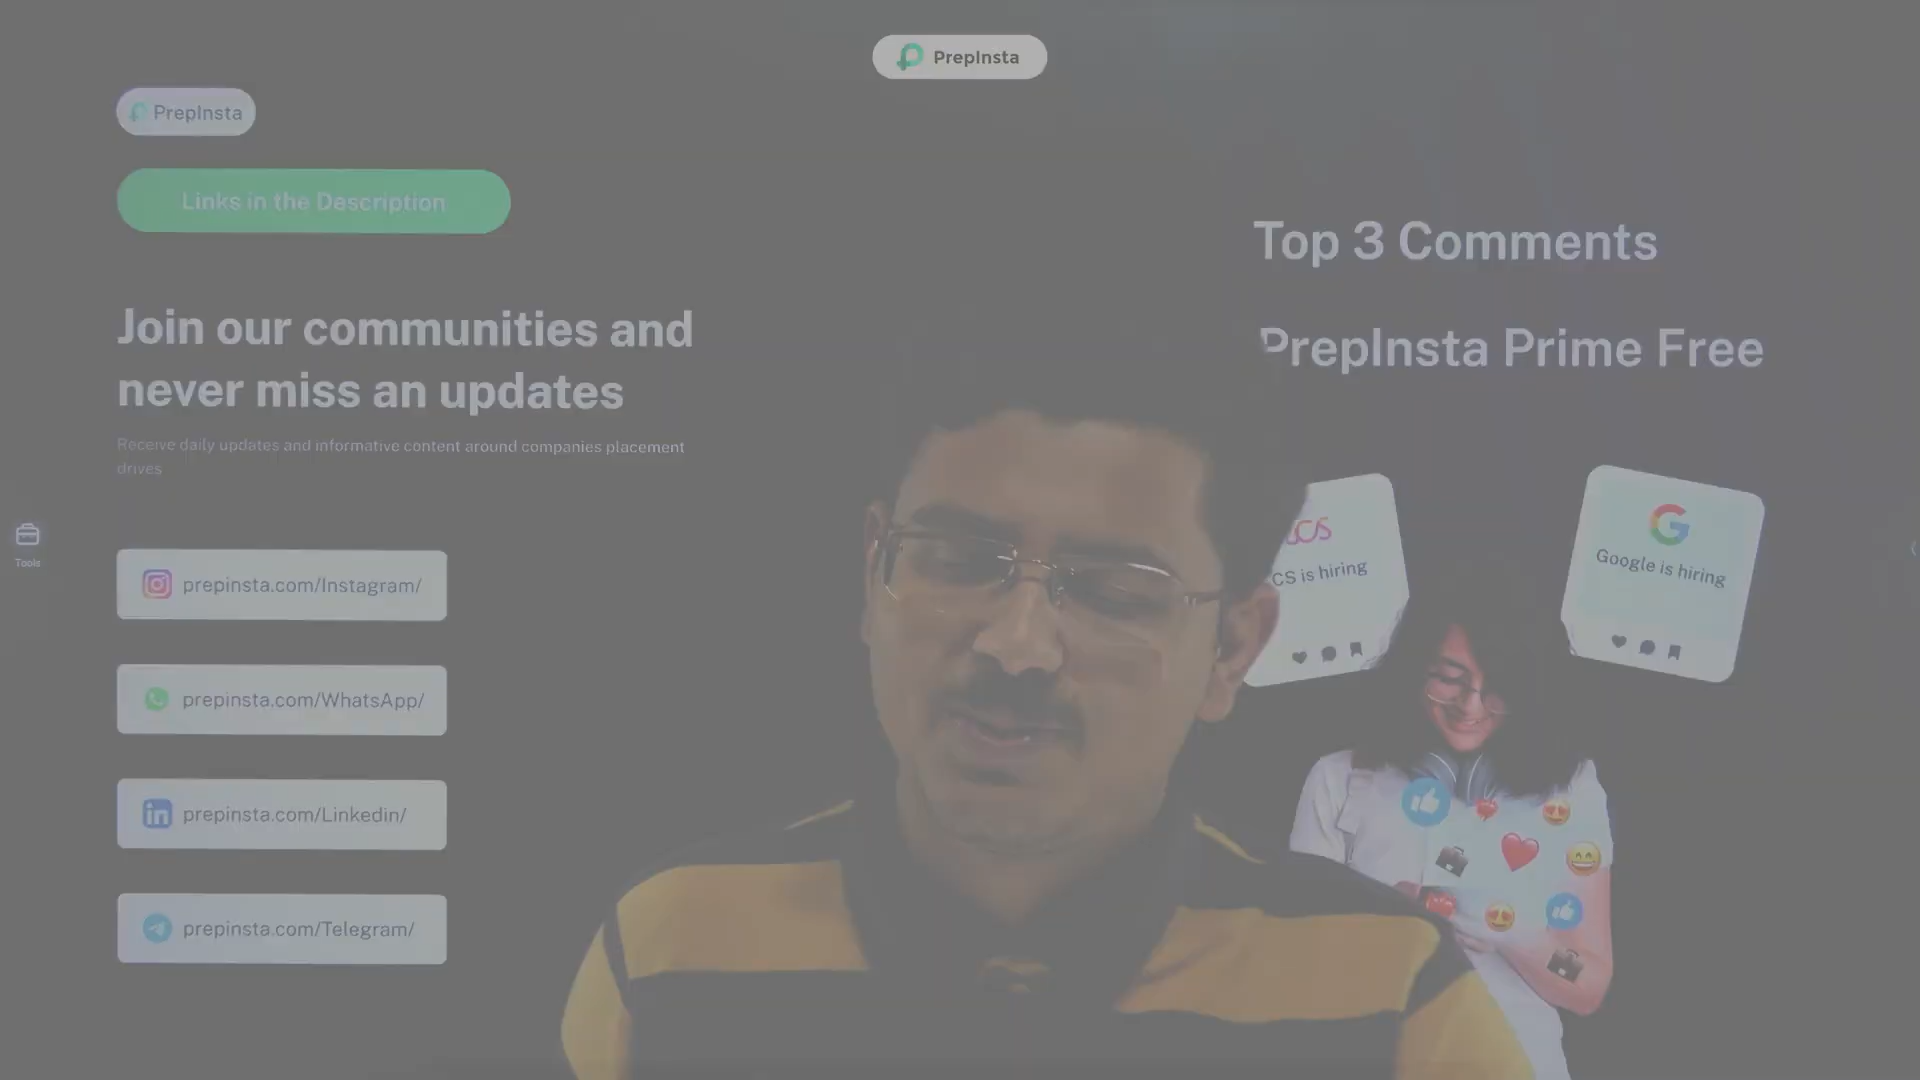 PrepInsta
PrepInsta
Links in the Description
Join our communities and
never miss an updates
Receive daily updates and informative content around companies placement
drives
Tools
prepinsta.com/Instagram/
prepinsta.com/WhatsApp/
prepinsta.com/Linkedin/
prepinsta.com/Telegram/
Top 3 Comments
PrepInsta Prime Free
CS is hiring
Google is hiring